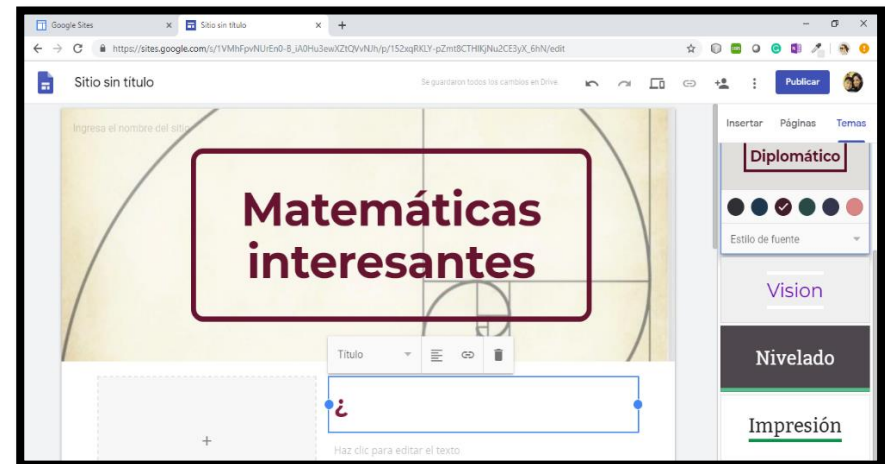 Google Sites
Sitio sin título
https://sites.google.com/s/1VMhFpvNUrEn0-8_iA0Hu3ewXZtQVvNJh/p/152xqRKLY-pZmt8CTHIKjNu2CE3yX_6hN/edit
Sitio sin título
Se guardaron todos los cambios en Drive
Publicar
Insertar Páginas Temas
Ingresa el nombre del sitio
Matemáticas
interesantes
Título
¿
Haz clic para editar el texto
Diplomático
Estilo de fuente
Vision
Nivelado
Impresión